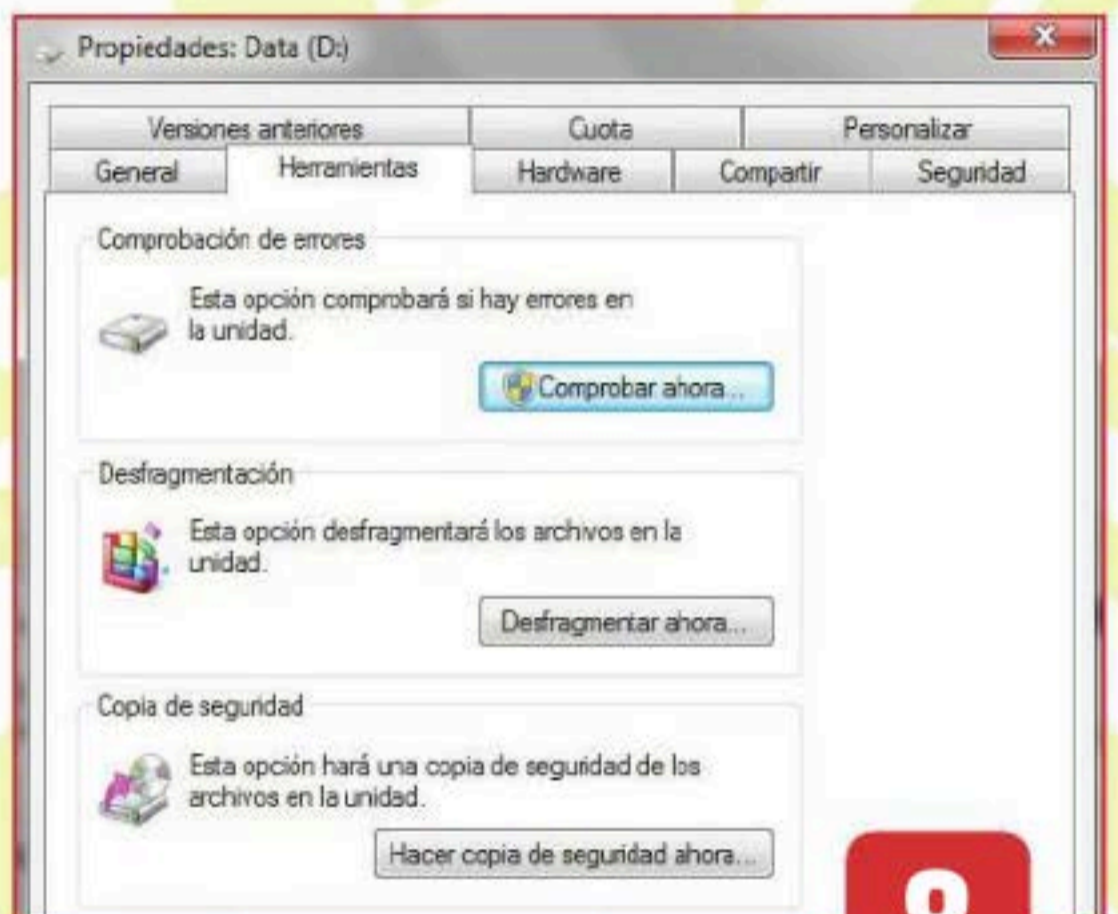 Propiedades: Data (D:)
Versiones anteriores Cuota Personalizar
General Herramientas Hardware Compartir Seguridad
Comprobación de errores
Esta opción comprobará si hay errores en
la unidad.
Comprobar ahora...
Desfragmentación
Esta opción desfragmentará los archivos en la
unidad.
Desfragmentar ahora...
Copia de seguridad
Esta opción hará una copia de seguridad de los
archivos en la unidad.
Hacer copia de seguridad ahora...